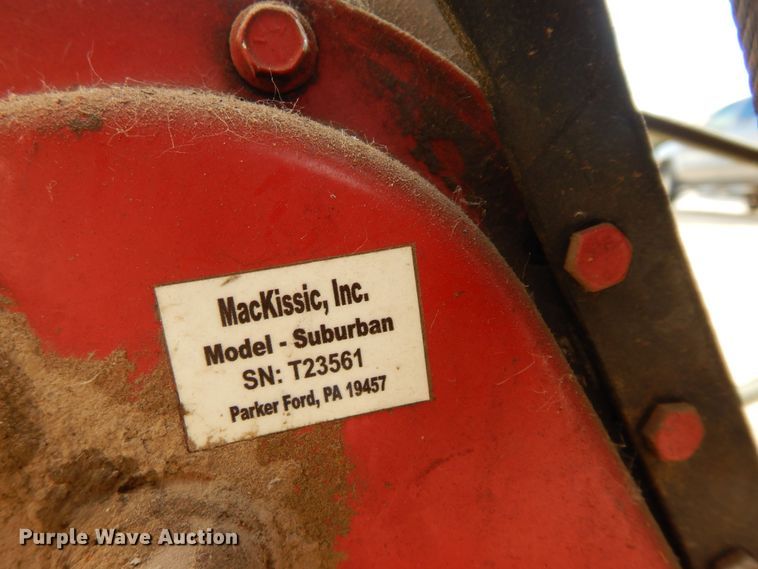 MacKissic, Inc.
Model - Suburban
SN: T23561
Parker Ford, PA 19457
Purple Wave Auction